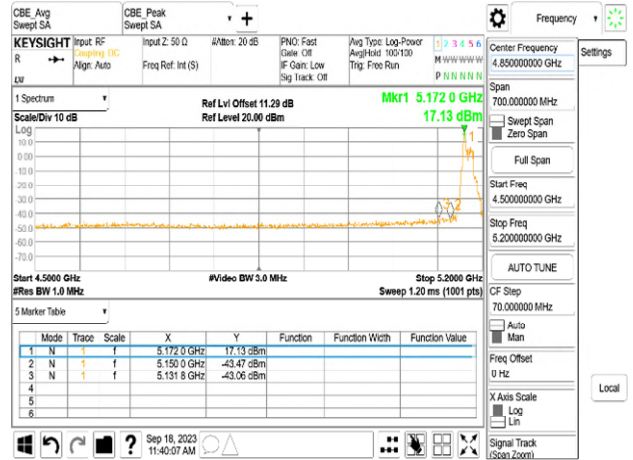 CBE_Avg
Swept SA
CBE_Peak
Swept SA
Frequency
KEYSIGHT
R
Input: RF
Coupling: DC
Align: Auto
Input Z: 50 Ω
Freq Ref: Int (S)
#Atten: 20 dB
PNO: Fast
Gate: Off
IF Gain: Low
Sig Track: Off
Avg Type: Log-Power
Avg|Hold: 100/100
Trig: Free Run
1 2 3 4 5 6
M W W W W W
P N N N N N
1 Spectrum
Scale/Div 10 dB
Ref Lvl Offset 11.29 dB
Ref Level 20.00 dBm
Mkr1 5.172 0 GHz
17.13 dBm
Log
10.0
0.00
-10.0
-20.0
-30.0
-40.0
-50.0
-60.0
-70.0
1
Start 4.5000 GHz
#Res BW 1.0 MHz
#Video BW 3.0 MHz
Stop 5.2000 GHz
Sweep 1.20 ms (1001 pts)
5 Marker Table
Mode Trace Scale X Y Function Function Width Function Value
1 N 1 f 5.172 0 GHz 17.13 dBm
2 N 1 f 5.150 0 GHz -43.47 dBm
3 N 1 f 5.131 8 GHz -43.06 dBm
4
5
6
Sep 18, 2023
11:40:07 AM
Center Frequency
4.850000000 GHz
Settings
Span
700.000000 MHz
Swept Span
Zero Span
Full Span
Start Freq
4.500000000 GHz
Stop Freq
5.200000000 GHz
AUTO TUNE
CF Step
70.000000 MHz
Auto
Man
Freq Offset
0 Hz
X Axis Scale
Log
Lin
Local
Signal Track
(Span Zoom)